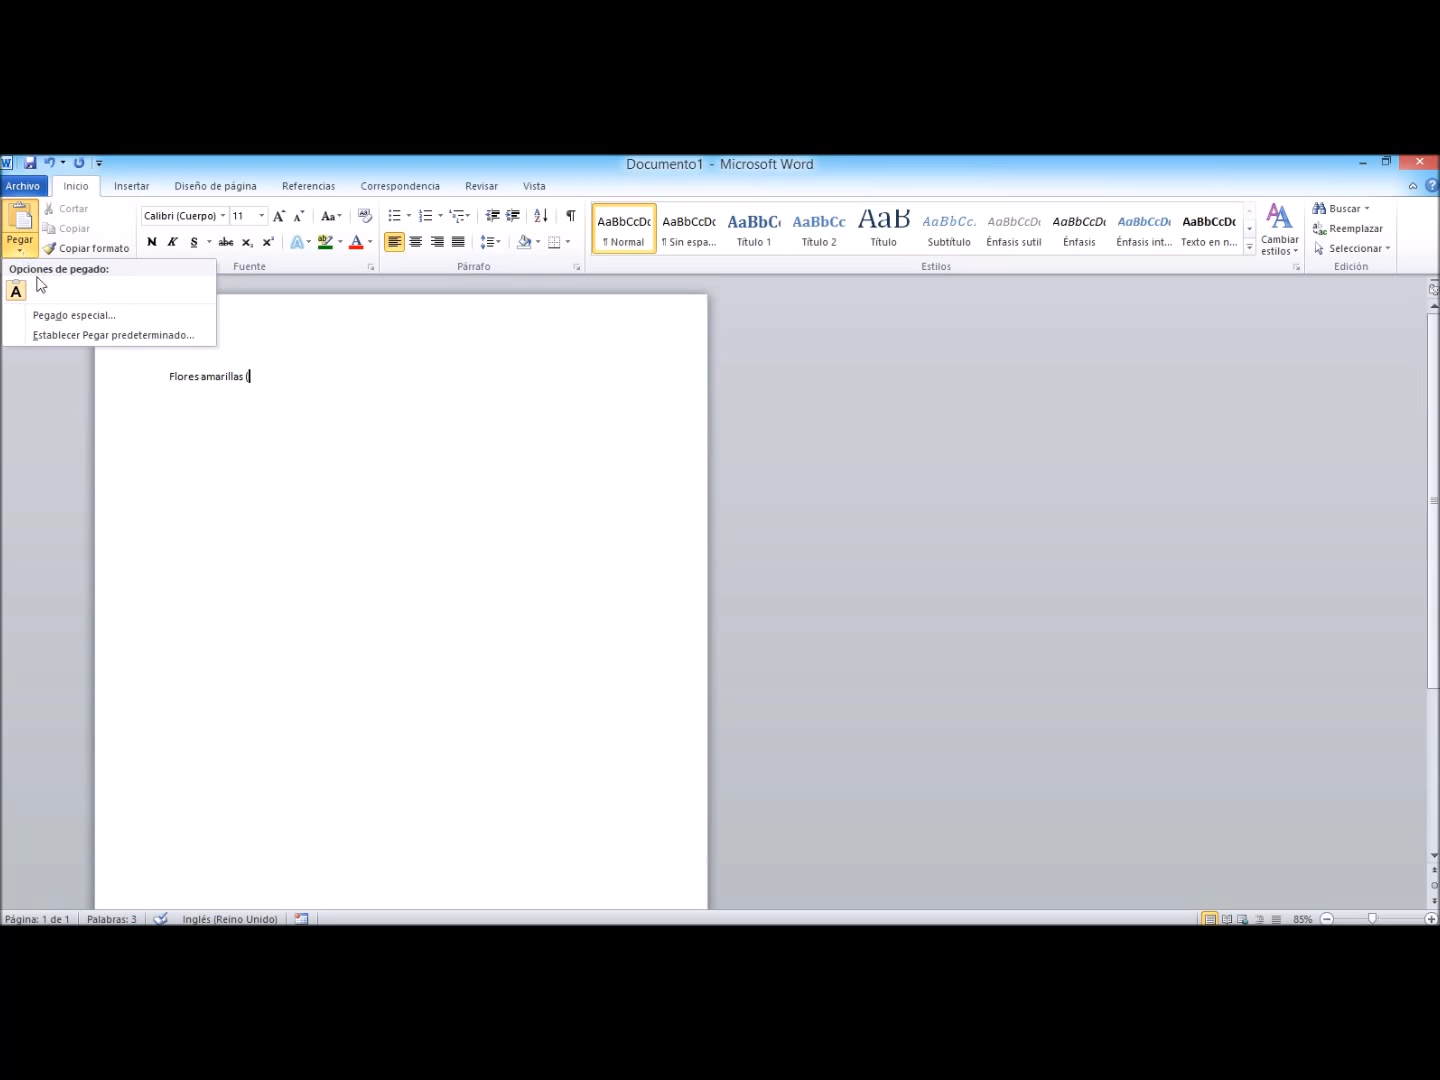 Documento1 - Microsoft Word
Archivo Inicio Insertar Diseño de página Referencias Correspondencia Revisar Vista
Cortar
Copiar
Copiar formato
Pegar
Calibri (Cuerpo) 11
Fuente
Párrafo
AaBbCcDc AaBbCcDc AaBbC( AaBbCc AaB AaBbCc. AaBbCcDc AaBbCcDc AaBbCcDc AaBbCcDc
¶ Normal ¶ Sin espa... Título 1 Título 2 Título Subtítulo Énfasis sutil Énfasis Énfasis int... Texto en n...
Cambiar estilos
Estilos
Buscar
Reemplazar
Seleccionar
Edición
Opciones de pegado:
A
Pegado especial...
Establecer Pegar predeterminado...
Flores amarillas (
Página: 1 de 1 Palabras: 3 Inglés (Reino Unido) 85%